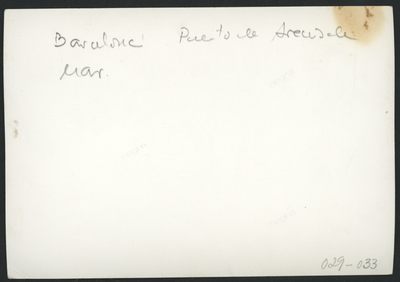 Barcelona Puerto de Arenys de
Mar.
029-033